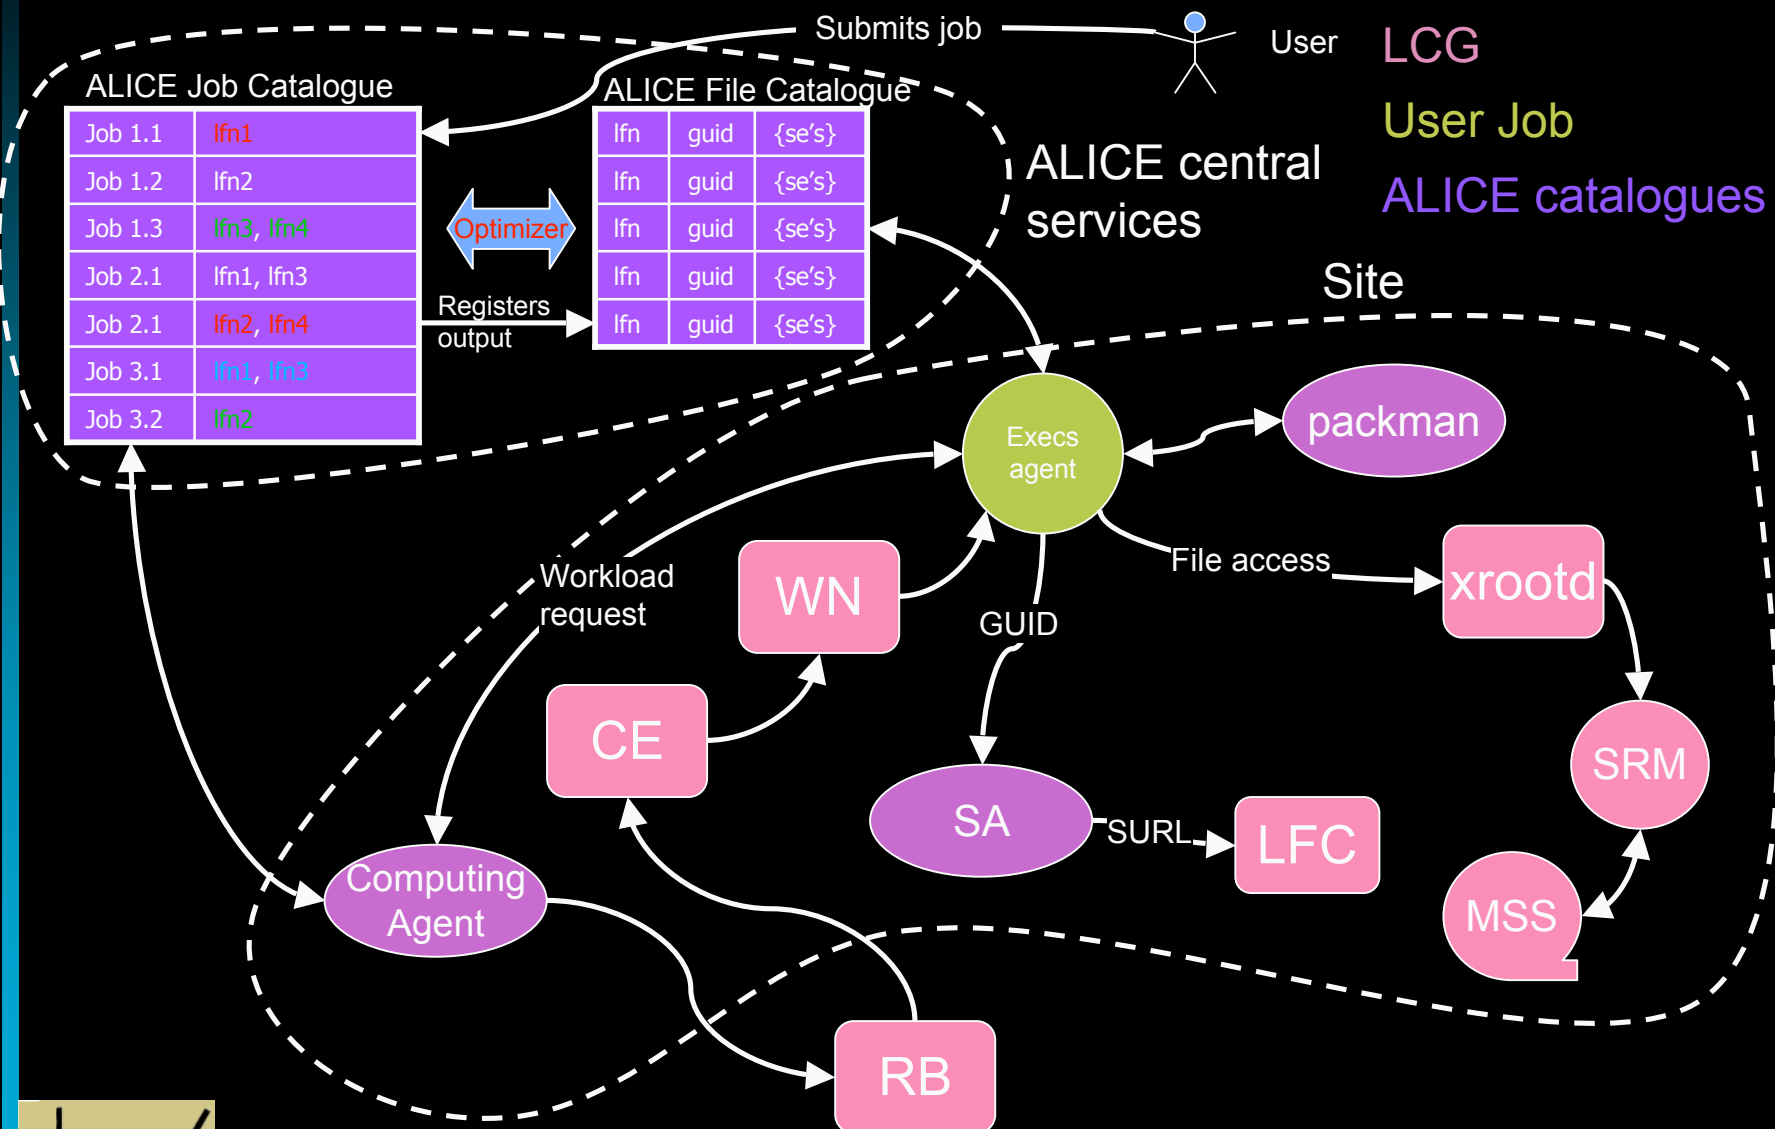 Submits job
User
LCG
User Job
ALICE catalogues
ALICE Job Catalogue
Job 1.1 lfn1
Job 1.2 lfn2
Job 1.3 lfn3, lfn4
Job 2.1 lfn1, lfn3
Job 2.1 lfn2, lfn4
Job 3.1 lfn1, lfn3
Job 3.2 lfn2
Optimizer
Registers
output
ALICE File Catalogue
lfn guid {se's}
lfn guid {se's}
lfn guid {se's}
lfn guid {se's}
lfn guid {se's}
ALICE central
services
Site
Execs
agent
packman
Workload
request
WN
File access
xrootd
GUID
CE
SRM
SA
SURL
LFC
Computing
Agent
MSS
RB